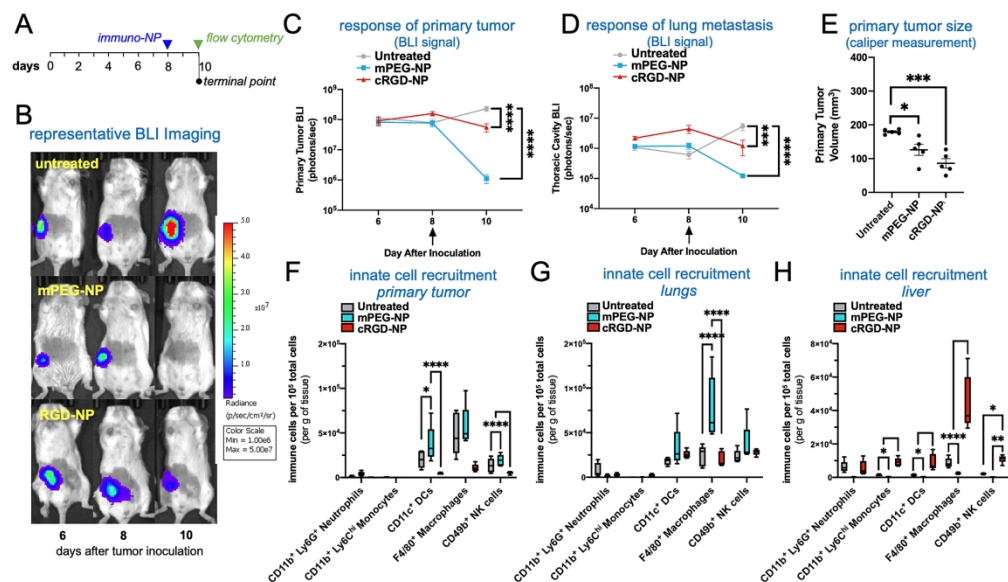 A
immuno-NP
flow cytometry
days 0 2 4 6 8 10
terminal point
B
representative BLI Imaging
untreated
mPEG-NP
RGD-NP
5.0
4.0
3.0
x10⁷
2.0
1.0
Radiance
(p/sec/cm²/sr)
Color Scale
Min = 1.00e6
Max = 5.00e7
6 8 10
days after tumor inoculation
C
response of primary tumor
(BLI signal)
Untreated
mPEG-NP
cRGD-NP
Primary Tumor BLI
(photons/sec)
10⁹
10⁸
10⁷
10⁶
10⁵
****
****
6 8 10
Day After Inoculation
D
response of lung metastasis
(BLI signal)
Untreated
mPEG-NP
cRGD-NP
Thoracic Cavity BLI
(photons/sec)
10⁸
10⁷
10⁶
10⁵
10⁴
***
****
6 8 10
Day After Inoculation
E
primary tumor size
(caliper measurement)
Primary Tumor
Volume (mm³)
400
300
200
100
0
***
*
Untreated
mPEG-NP
cRGD-NP
F
innate cell recruitment
primary tumor
Untreated
mPEG-NP
cRGD-NP
immune cells per 10⁵ total cells
(per g of tissue)
2×10⁵
1×10⁵
5×10⁴
0
****
*
****
CD11b⁺ Ly6G⁺ Neutrophils
CD11b⁺ Ly6Cʰⁱ Monocytes
CD11c⁺ DCs
F4/80⁺ Macrophages
CD49b⁺ NK cells
G
innate cell recruitment
lungs
Untreated
mPEG-NP
cRGD-NP
immune cells per 10⁵ total cells
(per g of tissue)
2×10⁵
1×10⁵
5×10⁴
0
****
****
CD11b⁺ Ly6G⁺ Neutrophils
CD11b⁺ Ly6Cʰⁱ Monocytes
CD11c⁺ DCs
F4/80⁺ Macrophages
CD49b⁺ NK cells
H
innate cell recruitment
liver
Untreated
mPEG-NP
cRGD-NP
immune cells per 10⁵ total cells
(per g of tissue)
8×10⁴
6×10⁴
4×10⁴
2×10⁴
0
*
*
****
*
**
CD11b⁺ Ly6G⁺ Neutrophils
CD11b⁺ Ly6Cʰⁱ Monocytes
CD11c⁺ DCs
F4/80⁺ Macrophages
CD49b⁺ NK cells